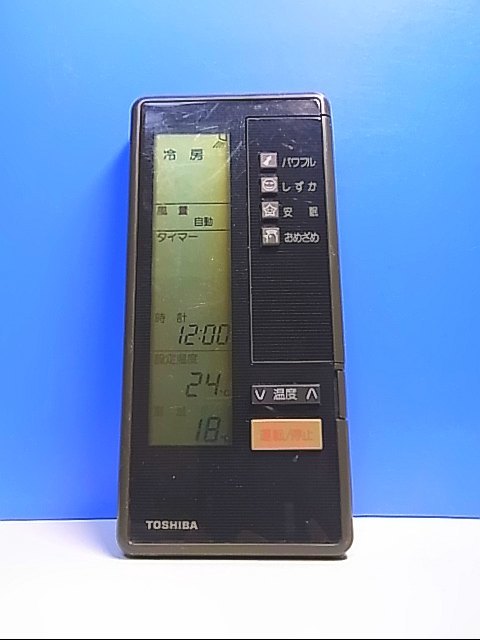 冷房
風量
自動
タイマー
時計
12:00
設定温度
24℃
室温
18℃
パワフル
しずか
安眠
おめざめ
∨ 温度 ∧
運転/停止
TOSHIBA